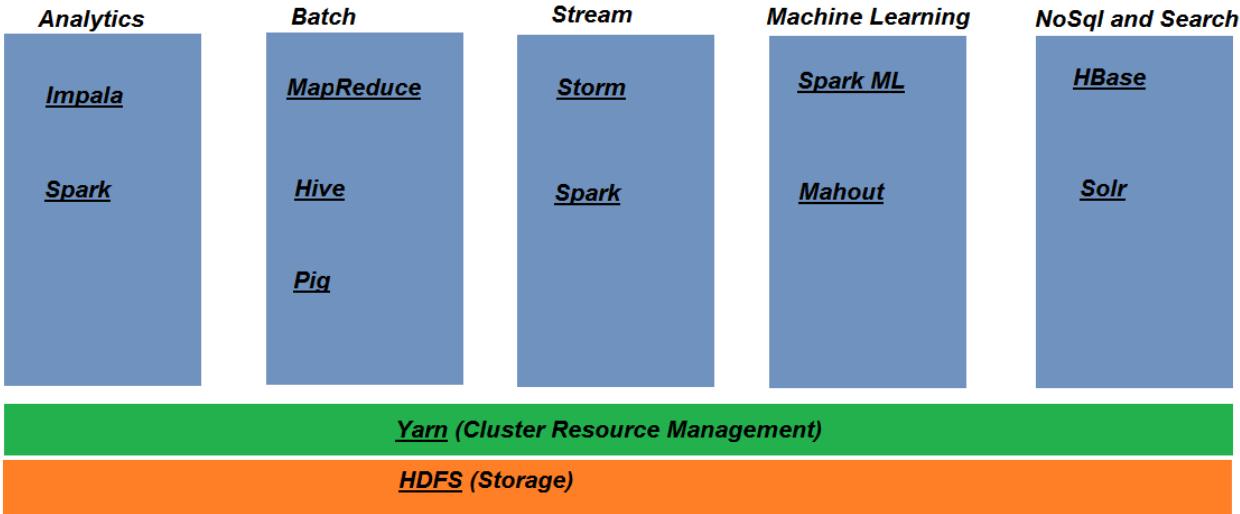 Analytics
Batch
Stream
Machine Learning
NoSql and Search
Impala
Spark
MapReduce
Hive
Pig
Storm
Spark
Spark ML
Mahout
HBase
Solr
Yarn (Cluster Resource Management)
HDFS (Storage)